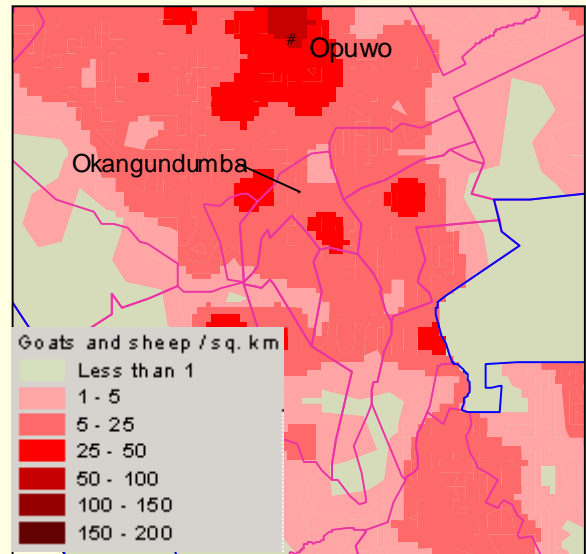 # Opuwo
Okangundumba
Goats and sheep / sq. km
Less than 1
1 - 5
5 - 25
25 - 50
50 - 100
100 - 150
150 - 200